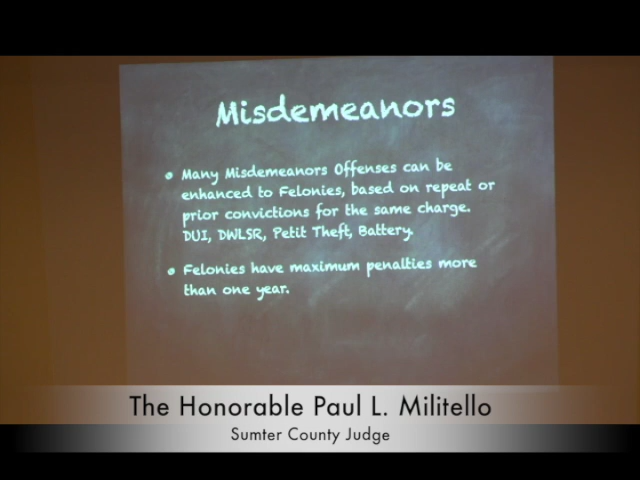 Misdemeanors
• Many Misdemeanors Offenses can be
enhanced to Felonies, based on repeat or
prior convictions for the same charge.
DUI, DWLSR, Petit Theft, Battery.
• Felonies have maximum penalties more
than one year.
The Honorable Paul L. Militello
Sumter County Judge